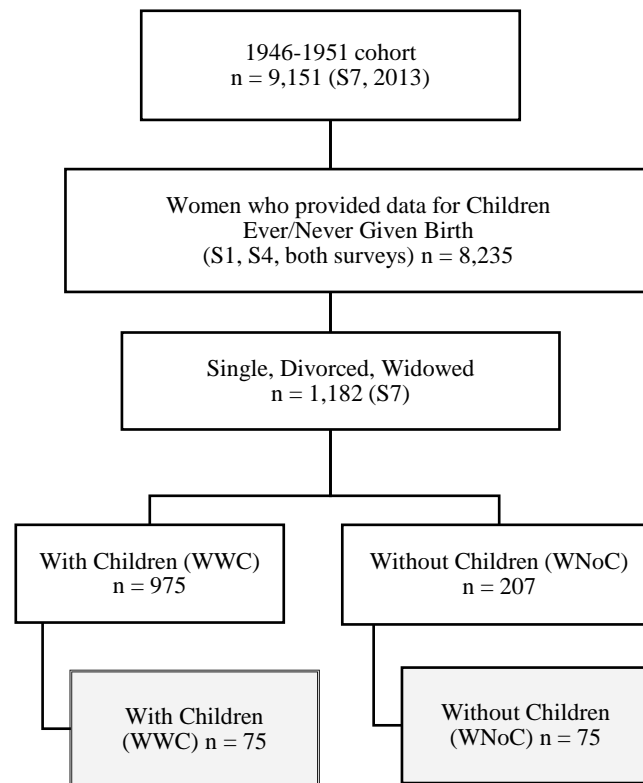 1946-1951 cohort
n = 9,151 (S7, 2013)
Women who provided data for Children
Ever/Never Given Birth
(S1, S4, both surveys) n = 8,235
Single, Divorced, Widowed
n = 1,182 (S7)
With Children (WWC)
n = 975
Without Children (WNoC)
n = 207
With Children
(WWC) n = 75
Without Children
(WNoC) n = 75